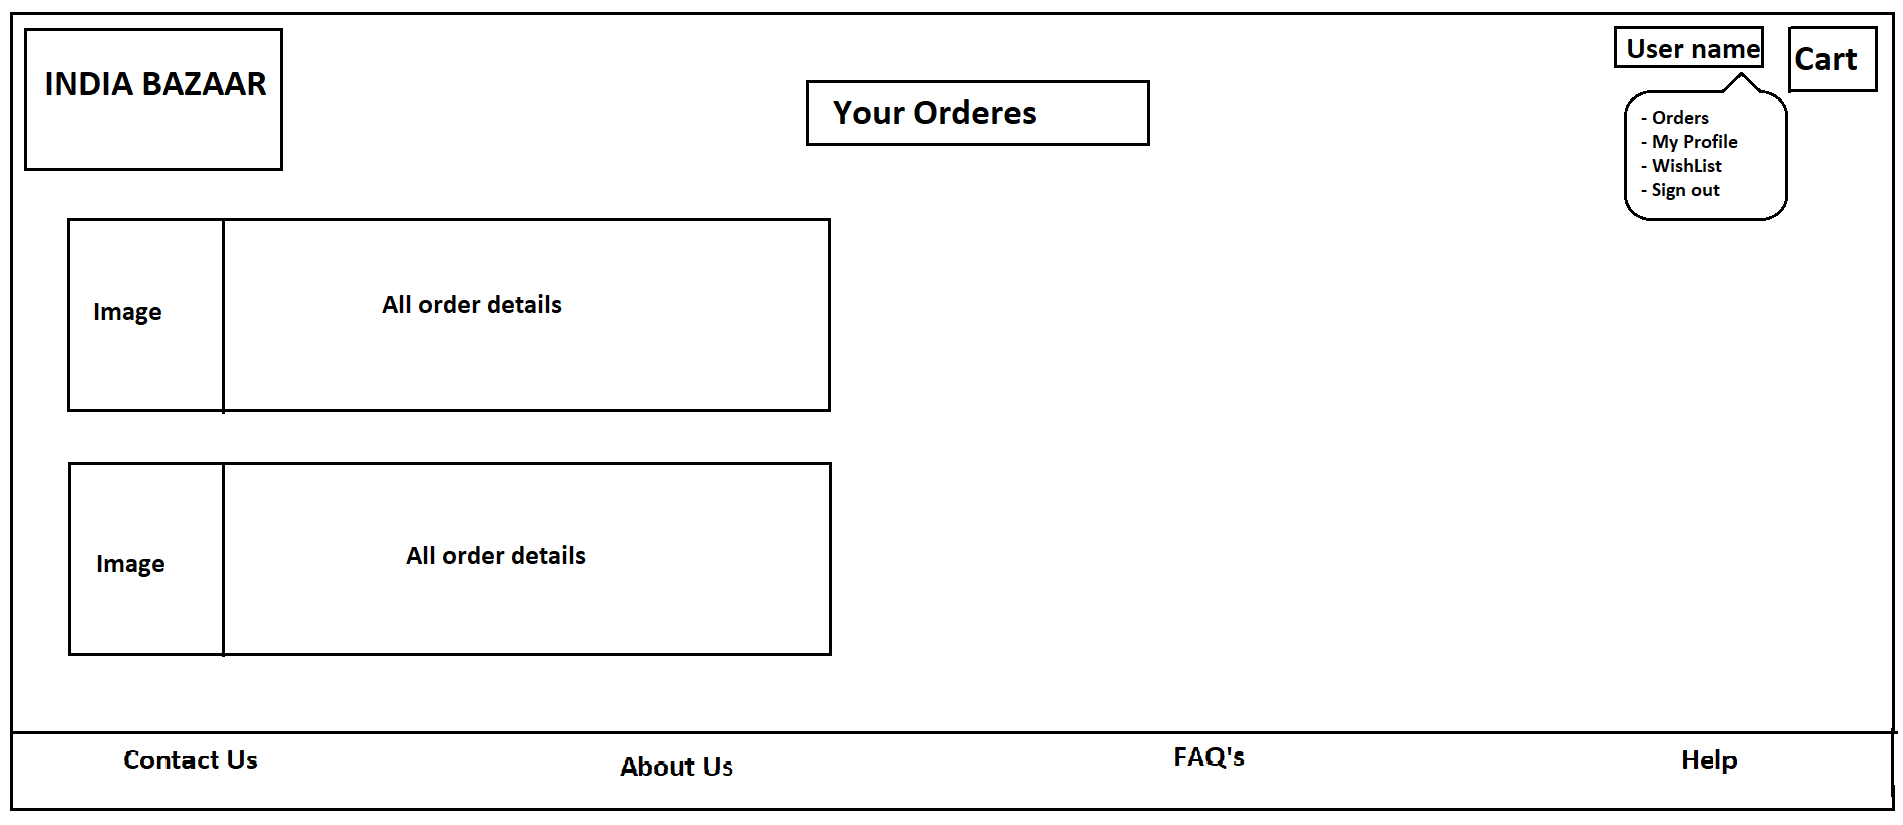 INDIA BAZAAR
Your Orderes
User name
Cart
- Orders
- My Profile
- WishList
- Sign out
Image
All order details
Image
All order details
Contact Us
About Us
FAQ's
Help